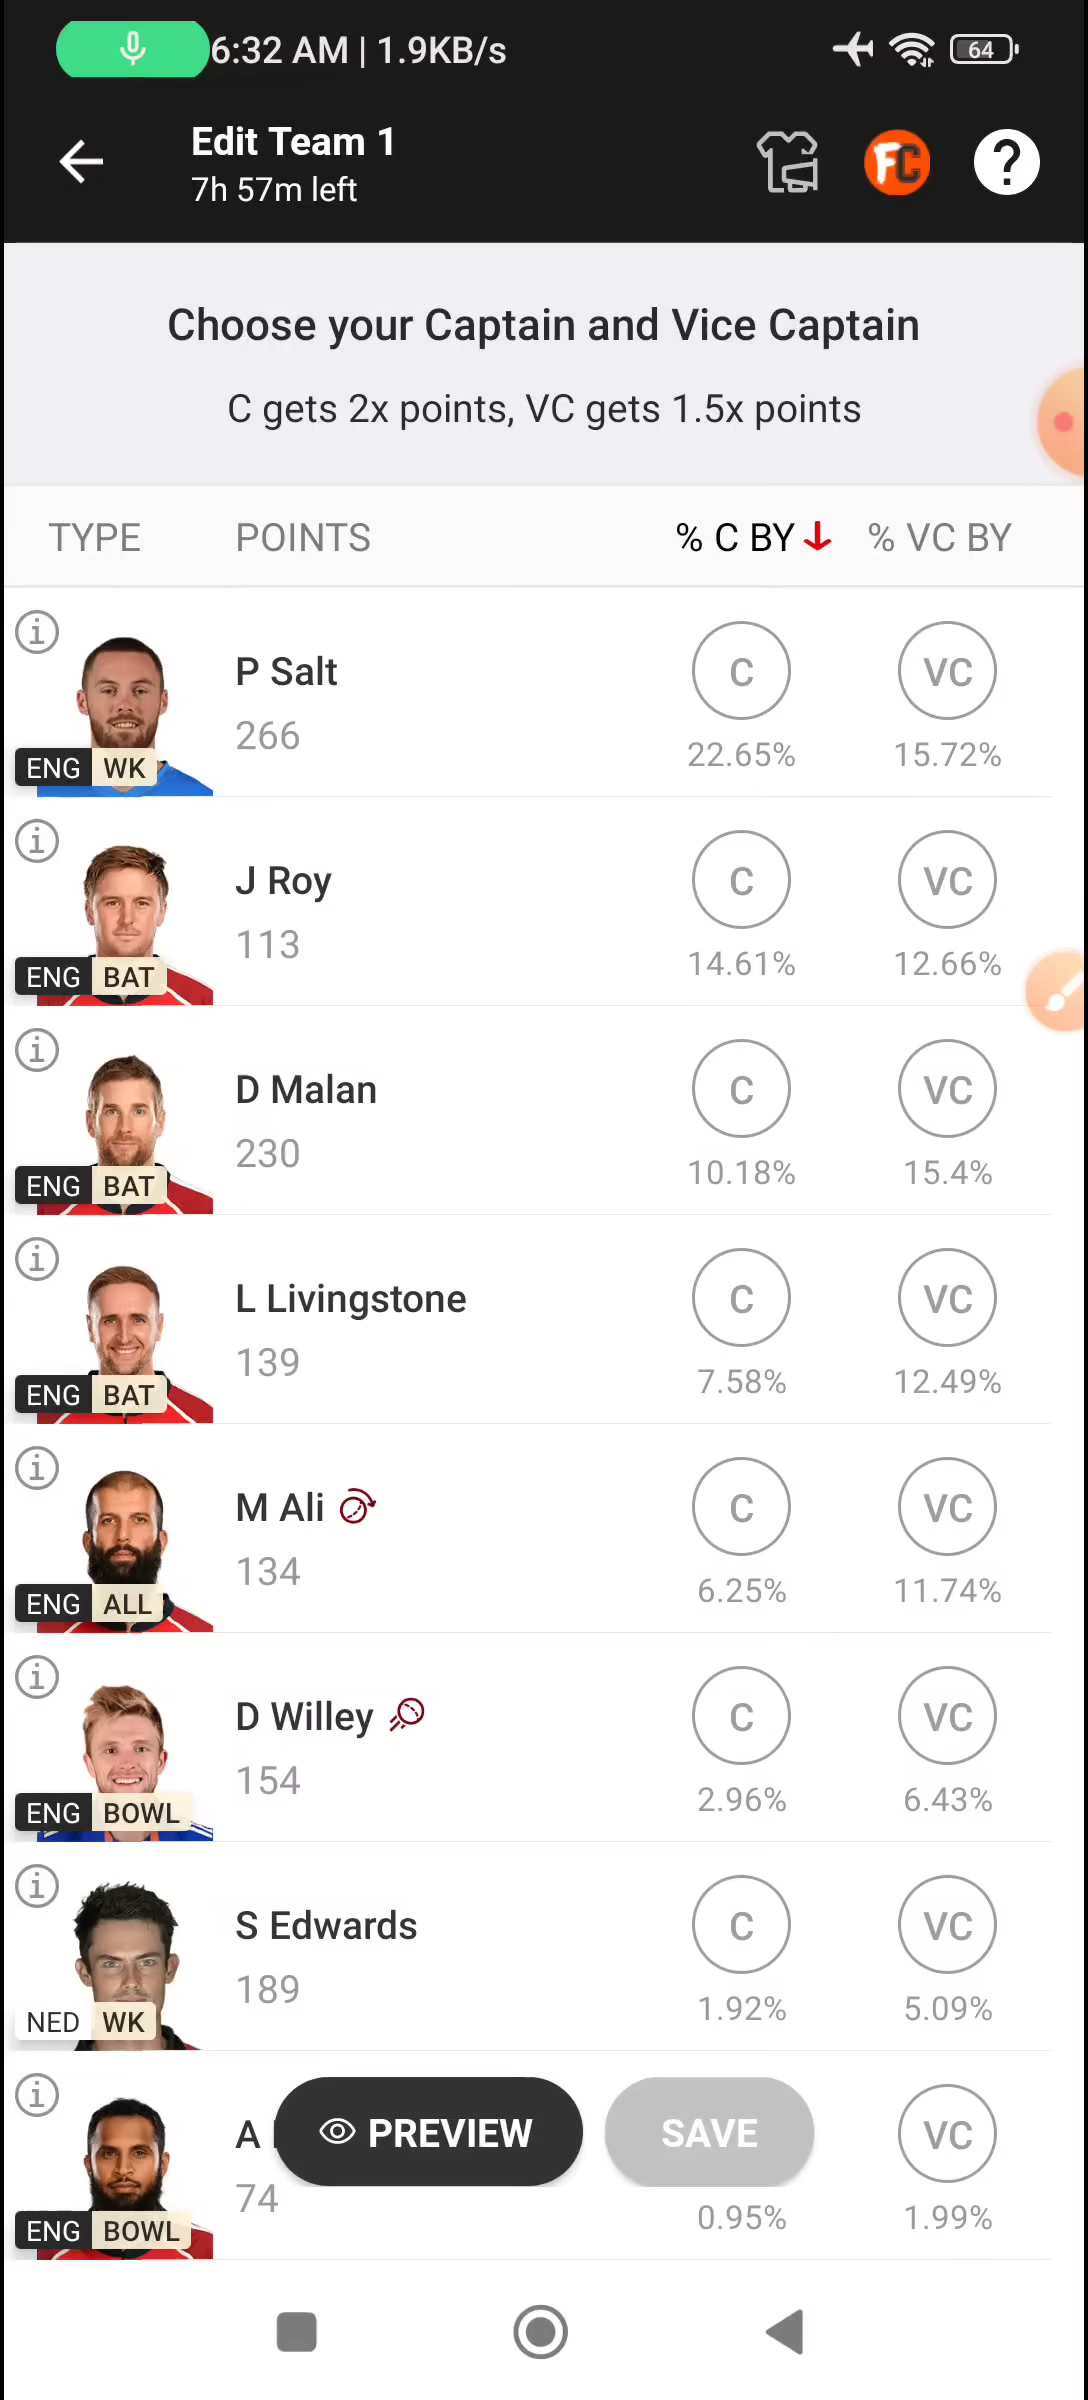 6:32 AM | 1.9KB/s
64
Edit Team 1
7h 57m left
FC
?
Choose your Captain and Vice Captain
C gets 2x points, VC gets 1.5x points
TYPE POINTS % C BY % VC BY
i
P Salt C VC
266
22.65% 15.72%
ENG WK
i
J Roy C VC
113
14.61% 12.66%
ENG BAT
i
D Malan C VC
230
10.18% 15.4%
ENG BAT
i
L Livingstone C VC
139
7.58% 12.49%
ENG BAT
i
M Ali C VC
134
6.25% 11.74%
ENG ALL
i
D Willey C VC
154
2.96% 6.43%
ENG BOWL
i
S Edwards C VC
189
1.92% 5.09%
NED WK
i
A PREVIEW SAVE VC
74
0.95% 1.99%
ENG BOWL